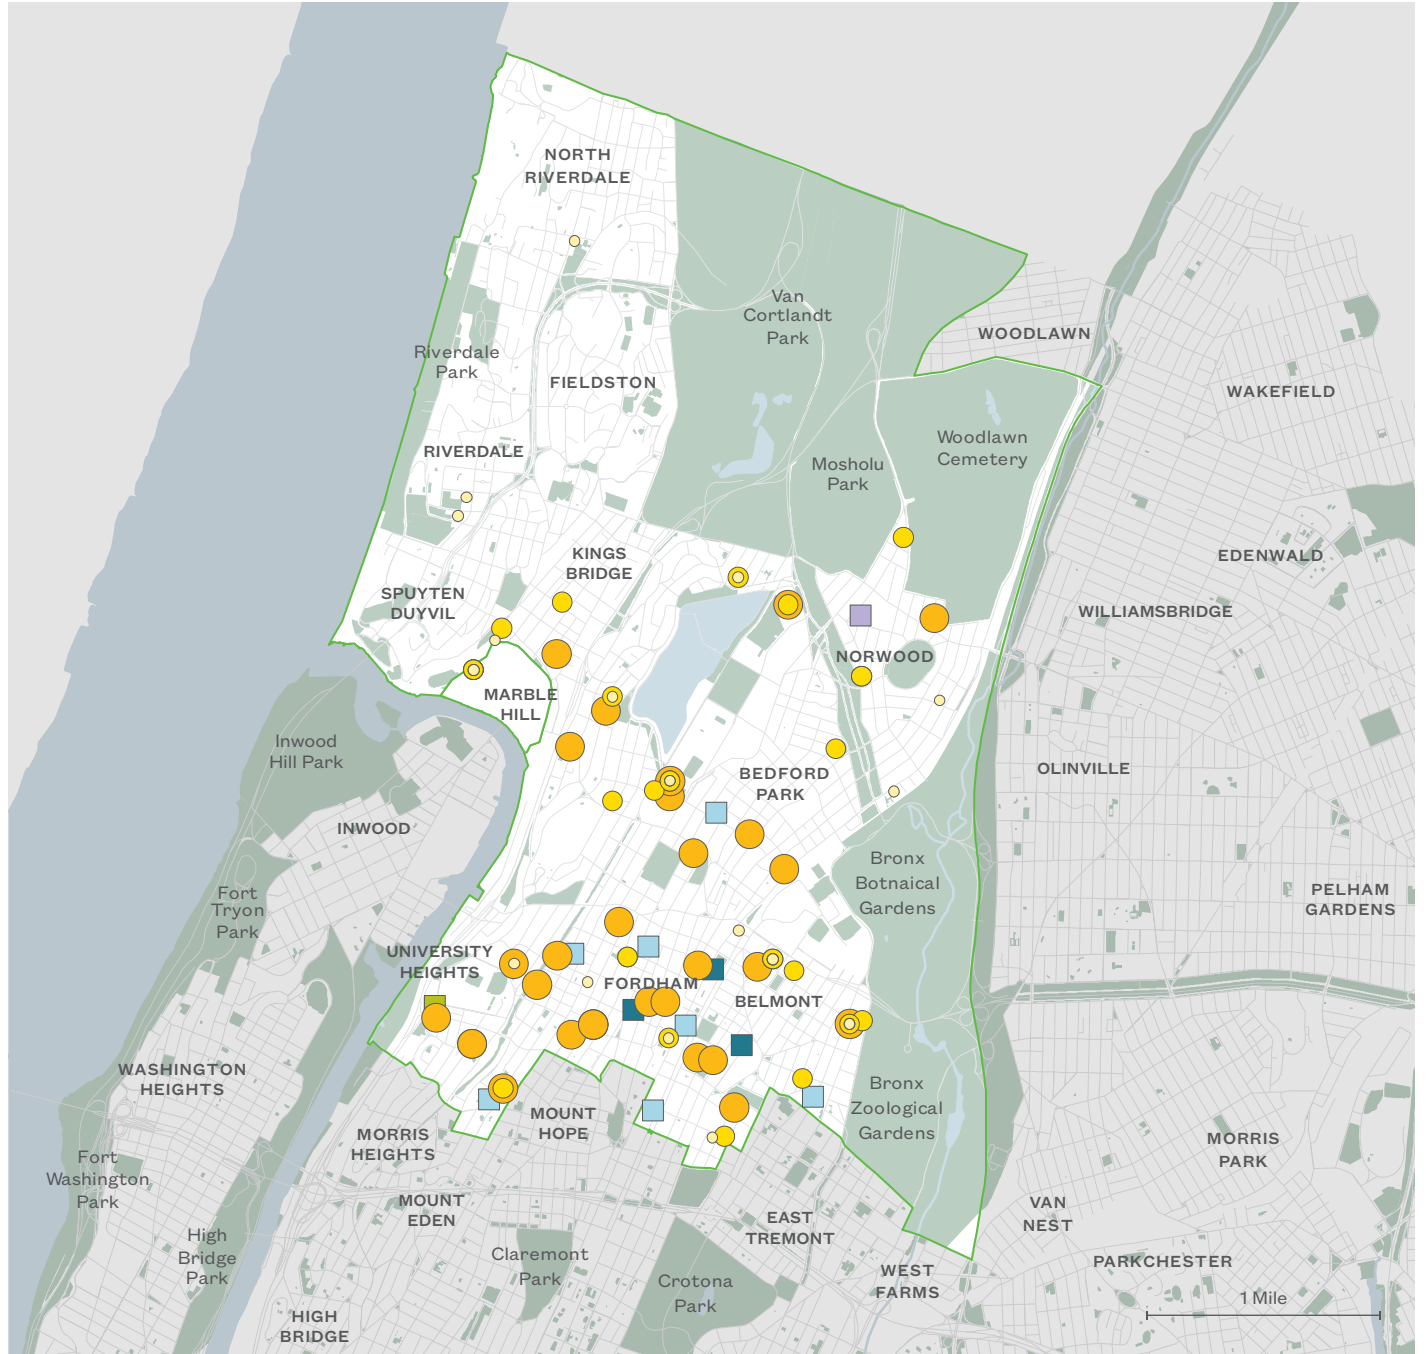 NORTH
RIVERDALE
Van
Cortlandt
Park
WOODLAWN
Riverdale
Park
FIELDSTON
WAKEFIELD
RIVERDALE
Woodlawn
Cemetery
Mosholu
Park
KINGS
BRIDGE
EDENWALD
SPUYTEN
DUYVIL
WILLIAMSBRIDGE
NORWOOD
MARBLE
HILL
Inwood
Hill Park
BEDFORD
PARK
OLINVILLE
INWOOD
Bronx
Botnaical
Gardens
PELHAM
GARDENS
Fort
Tryon
Park
UNIVERSITY
HEIGHTS
FORDHAM
BELMONT
WASHINGTON
HEIGHTS
Bronx
Zoological
Gardens
MOUNT
HOPE
MORRIS
HEIGHTS
MORRIS
PARK
Fort
Washington
Park
MOUNT
EDEN
VAN
NEST
EAST
TREMONT
High
Bridge
Park
Claremont
Park
PARKCHESTER
WEST
FARMS
Crotona
Park
1 Mile
HIGH
BRIDGE